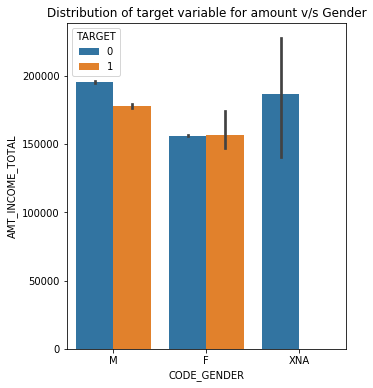 Distribution of target variable for amount v/s Gender
TARGET
0
1
200000
150000
100000
50000
0
AMT_INCOME_TOTAL
M F XNA
CODE_GENDER